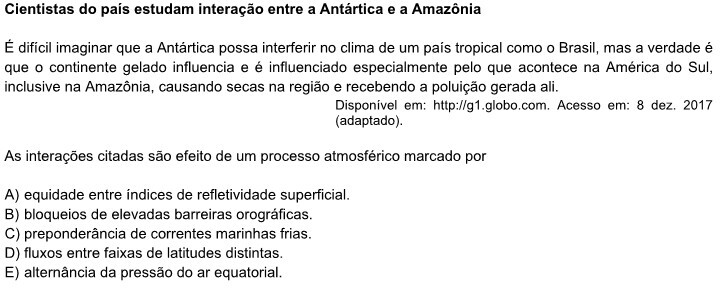 Cientistas do país estudam interação entre a Antártica e a Amazônia
É difícil imaginar que a Antártica possa interferir no clima de um país tropical como o Brasil, mas a verdade é
que o continente gelado influencia e é influenciado especialmente pelo que acontece na América do Sul,
inclusive na Amazônia, causando secas na região e recebendo a poluição gerada ali.
Disponível em: http://g1.globo.com. Acesso em: 8 dez. 2017
(adaptado).
As interações citadas são efeito de um processo atmosférico marcado por
A) equidade entre índices de refletividade superficial.
B) bloqueios de elevadas barreiras orográficas.
C) preponderância de correntes marinhas frias.
D) fluxos entre faixas de latitudes distintas.
E) alternância da pressão do ar equatorial.